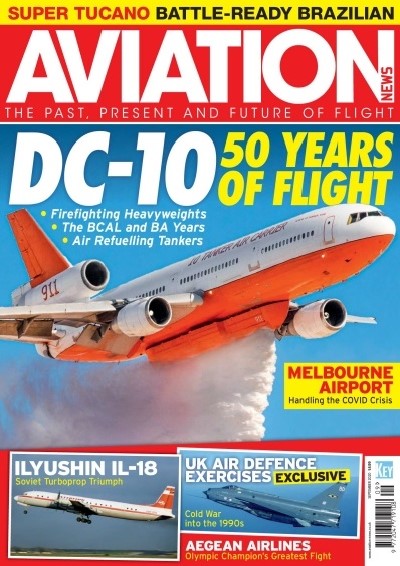 SUPER TUCANO BATTLE-READY BRAZILIAN
AVIATION
NEWS
THE PAST, PRESENT AND FUTURE OF FLIGHT
DC-10 50 YEARS
OF FLIGHT
• Firefighting Heavyweights
• The BCAL and BA Years
• Air Refuelling Tankers
10 TANKER AIR CARRIER
911
MELBOURNE
AIRPORT
Handling the COVID Crisis
ILYUSHIN IL-18
Soviet Turboprop Triumph
UK AIR DEFENCE
EXERCISES EXCLUSIVE
Cold War
into the 1990s
AEGEAN AIRLINES
Olympic Champion's Greatest Fight
KEY